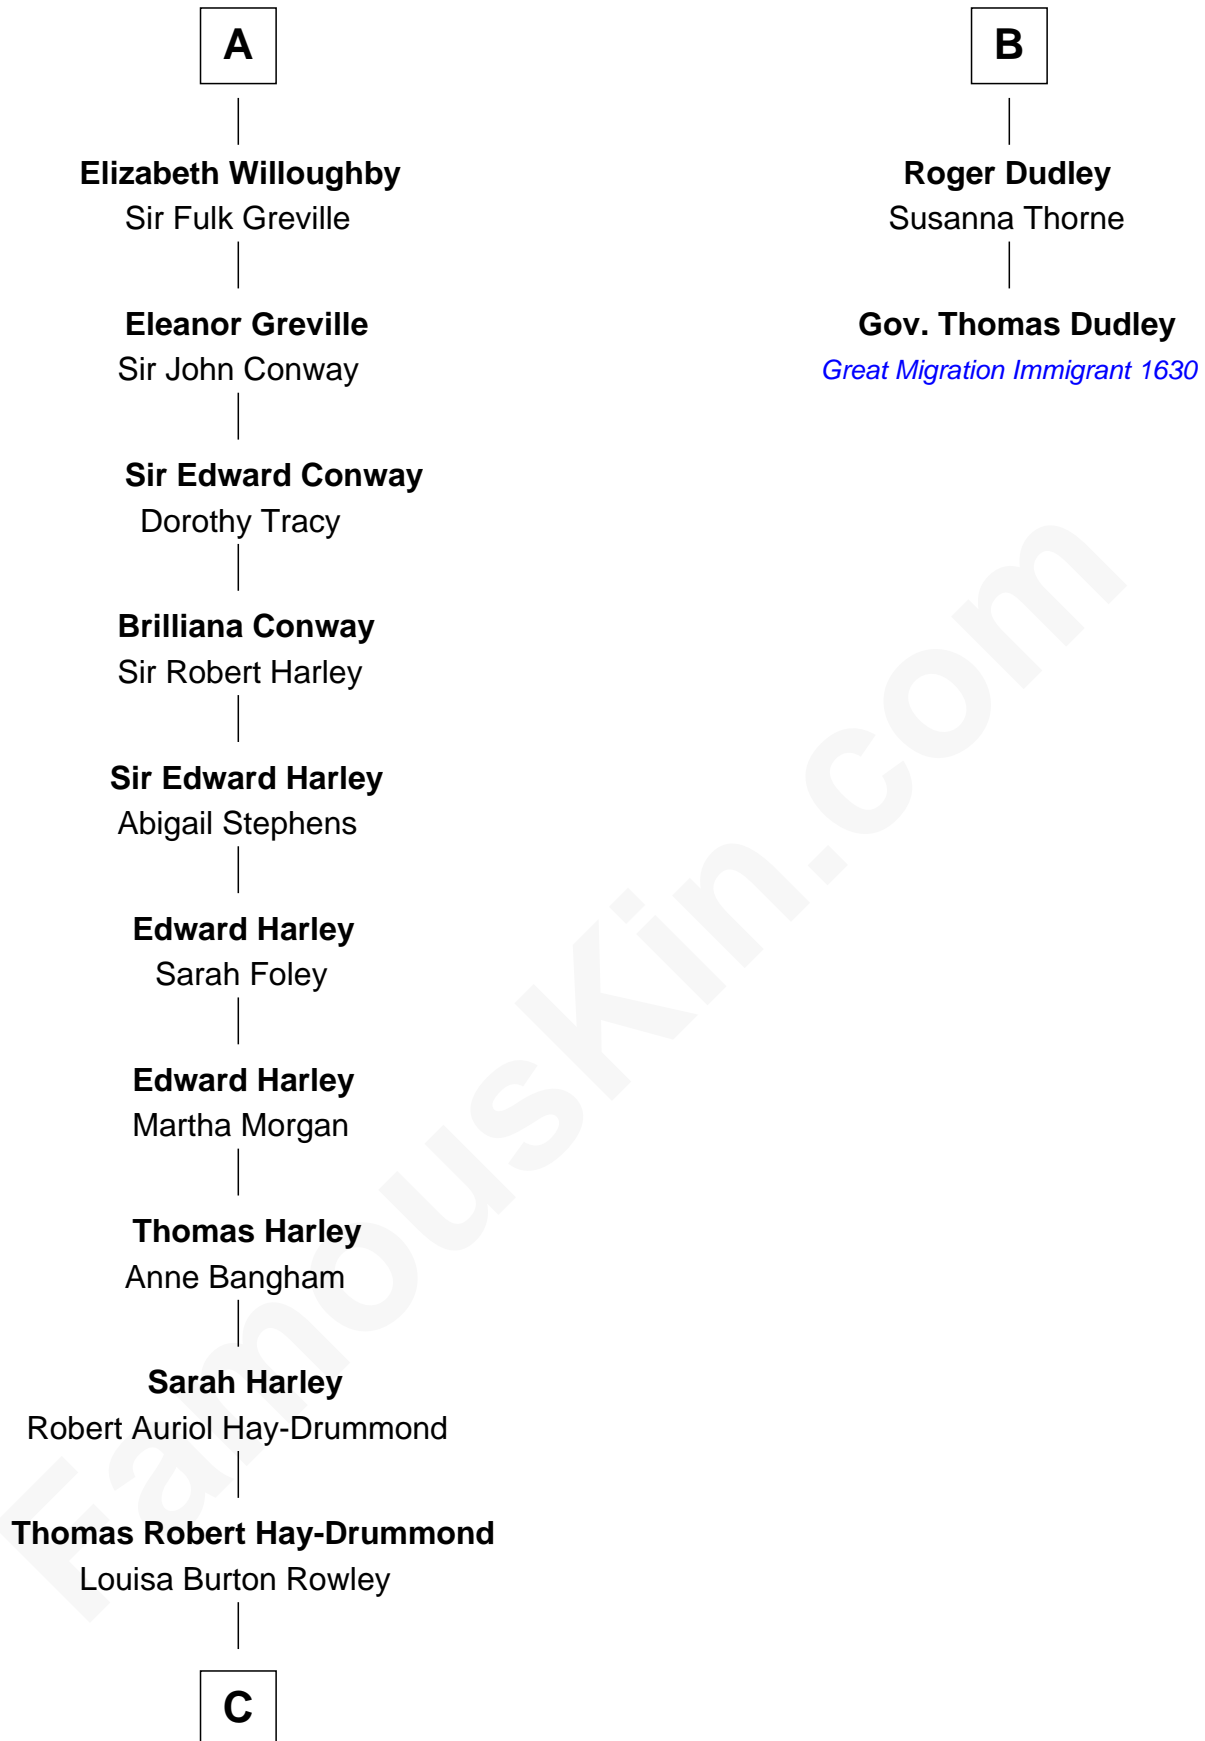 A
Elizabeth Willoughby
Sir Fulk Greville
Eleanor Greville
Sir John Conway
Sir Edward Conway
Dorothy Tracy
Brilliana Conway
Sir Robert Harley
Sir Edward Harley
Abigail Stephens
Edward Harley
Sarah Foley
Edward Harley
Martha Morgan
Thomas Harley
Anne Bangham
Sarah Harley
Robert Auriol Hay-Drummond
Thomas Robert Hay-Drummond
Louisa Burton Rowley
C
B
Roger Dudley
Susanna Thorne
Gov. Thomas Dudley
Great Migration Immigrant 1630
FamousKin.com